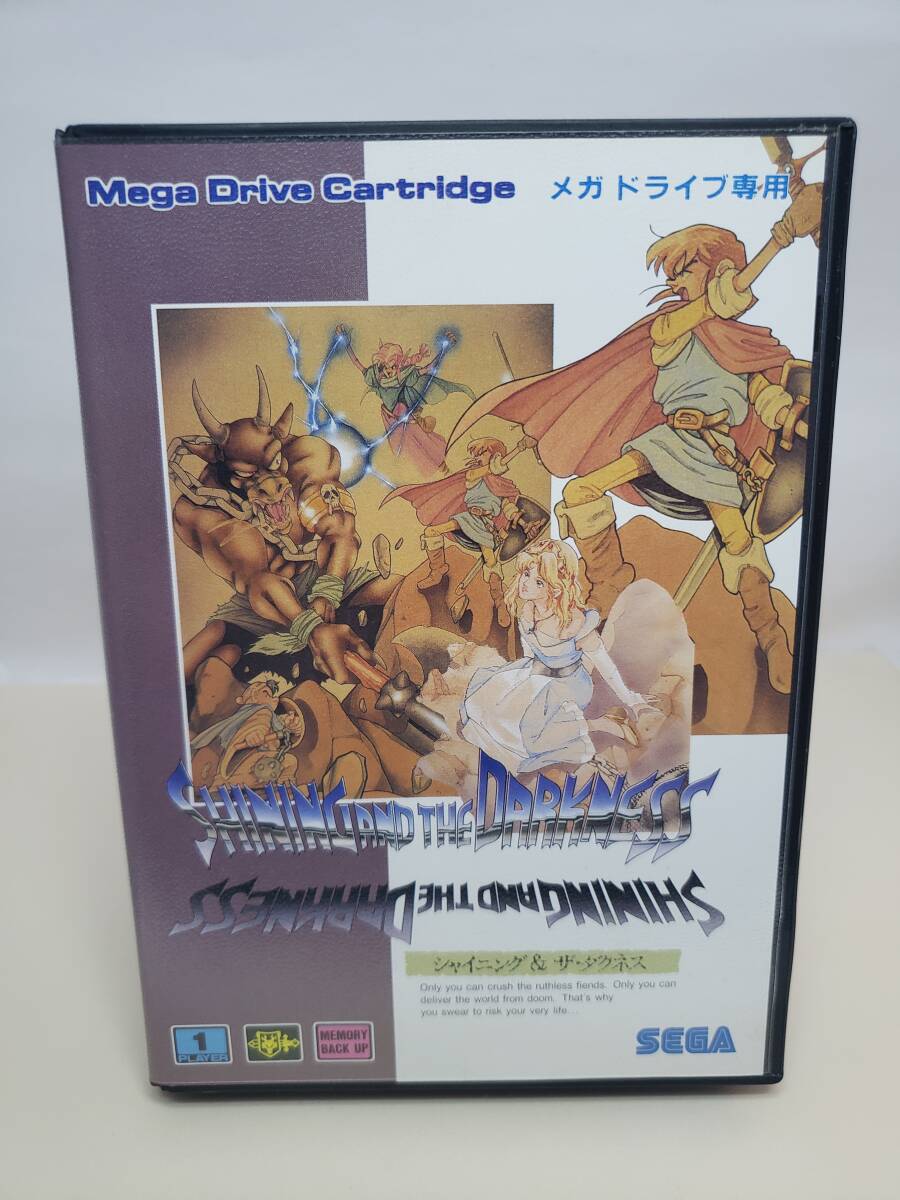 Mega Drive Cartridge メガドライブ専用
SHINING AND THE DARKNESS
SHINING AND THE DARKNESS
シャイニング&ザ・ダクネス
Only you can crush the ruthless fiends. Only you can
deliver the world from doom. That's why
you swear to risk your very life...
1
PLAYER
MEMORY
BACK UP
SEGA